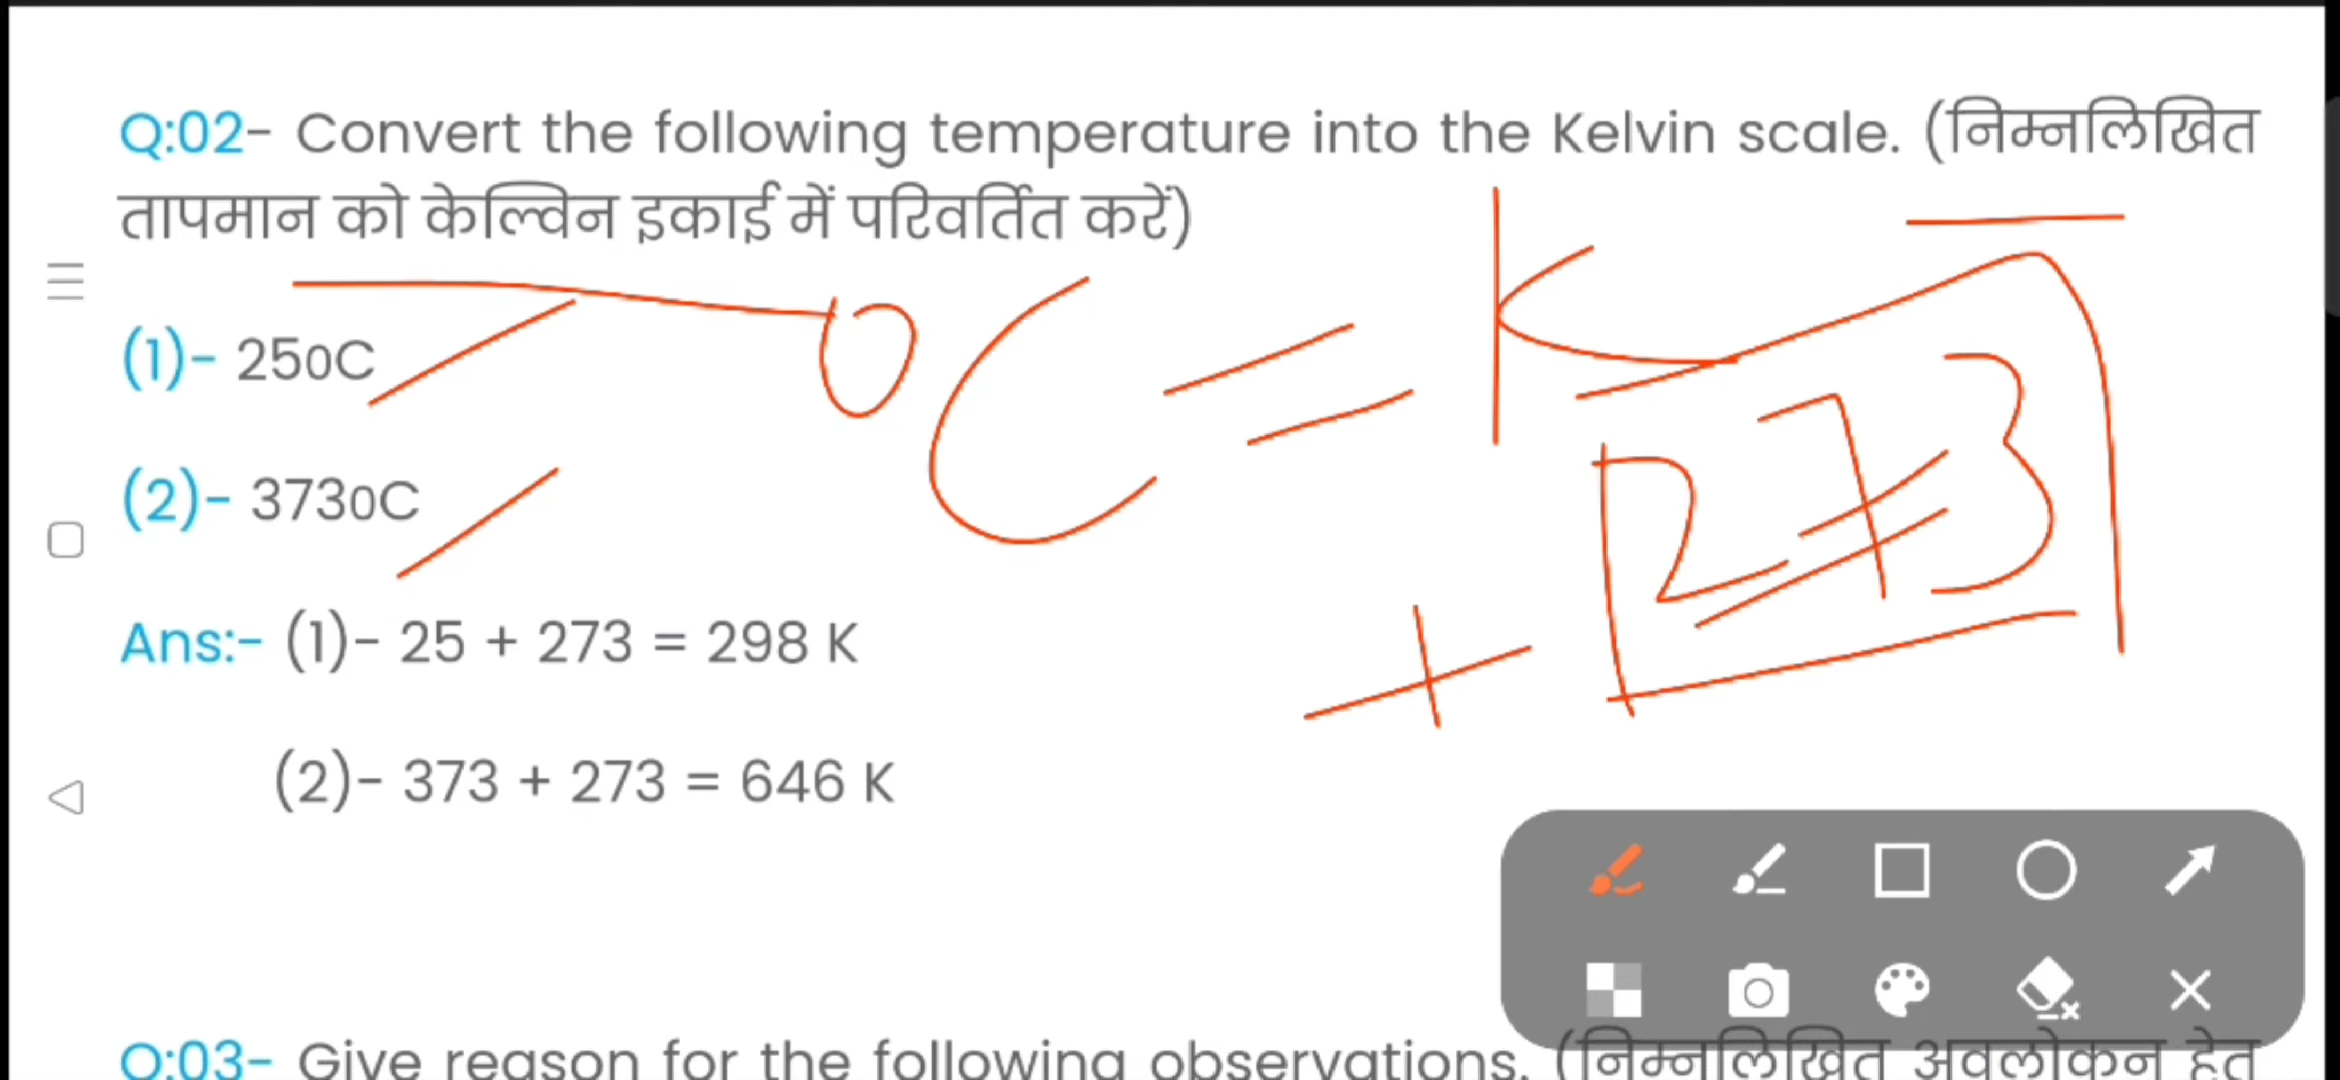 Q:02- Convert the following temperature into the Kelvin scale. (निम्नलिखित
तापमान को केल्विन इकाई में परिवर्तित करें)
(1)- 250C
(2)- 3730C
0C = K
+ 273
Ans:- (1)- 25 + 273 = 298 K
(2)- 373 + 273 = 646 K
Q:03- Give reason for the following observations. (निम्नलिखित अवलोकन हेतु